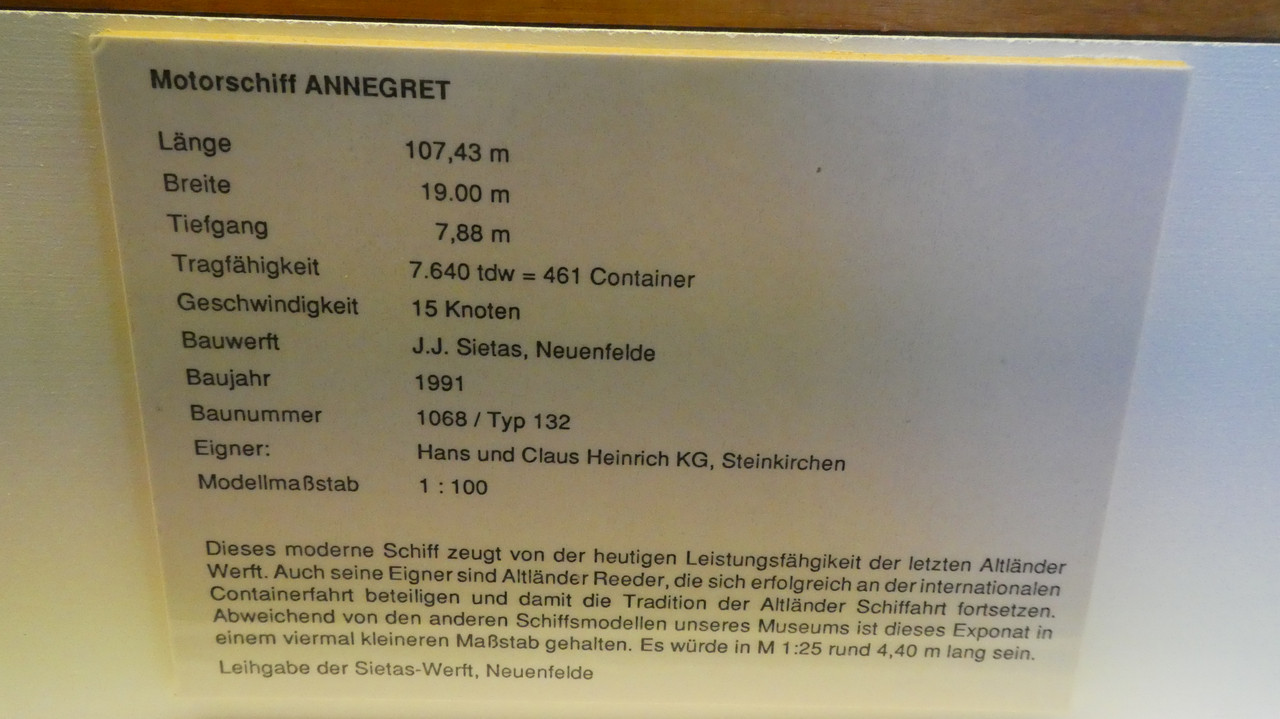 Motorschiff ANNEGRET
Länge 107,43 m
Breite 19.00 m
Tiefgang 7,88 m
Tragfähigkeit 7.640 tdw = 461 Container
Geschwindigkeit 15 Knoten
Bauwerft J.J. Sietas, Neuenfelde
Baujahr 1991
Baunummer 1068 / Typ 132
Eigner: Hans und Claus Heinrich KG, Steinkirchen
Modellmaßstab 1 : 100
Dieses moderne Schiff zeugt von der heutigen Leistungsfähgikeit der letzten Altländer
Werft. Auch seine Eigner sind Altländer Reeder, die sich erfolgreich an der internationalen
Containerfahrt beteiligen und damit die Tradition der Altländer Schiffahrt fortsetzen.
Abweichend von den anderen Schiffsmodellen unseres Museums ist dieses Exponat in
einem viermal kleineren Maßstab gehalten. Es würde in M 1:25 rund 4,40 m lang sein.
Leihgabe der Sietas-Werft, Neuenfelde